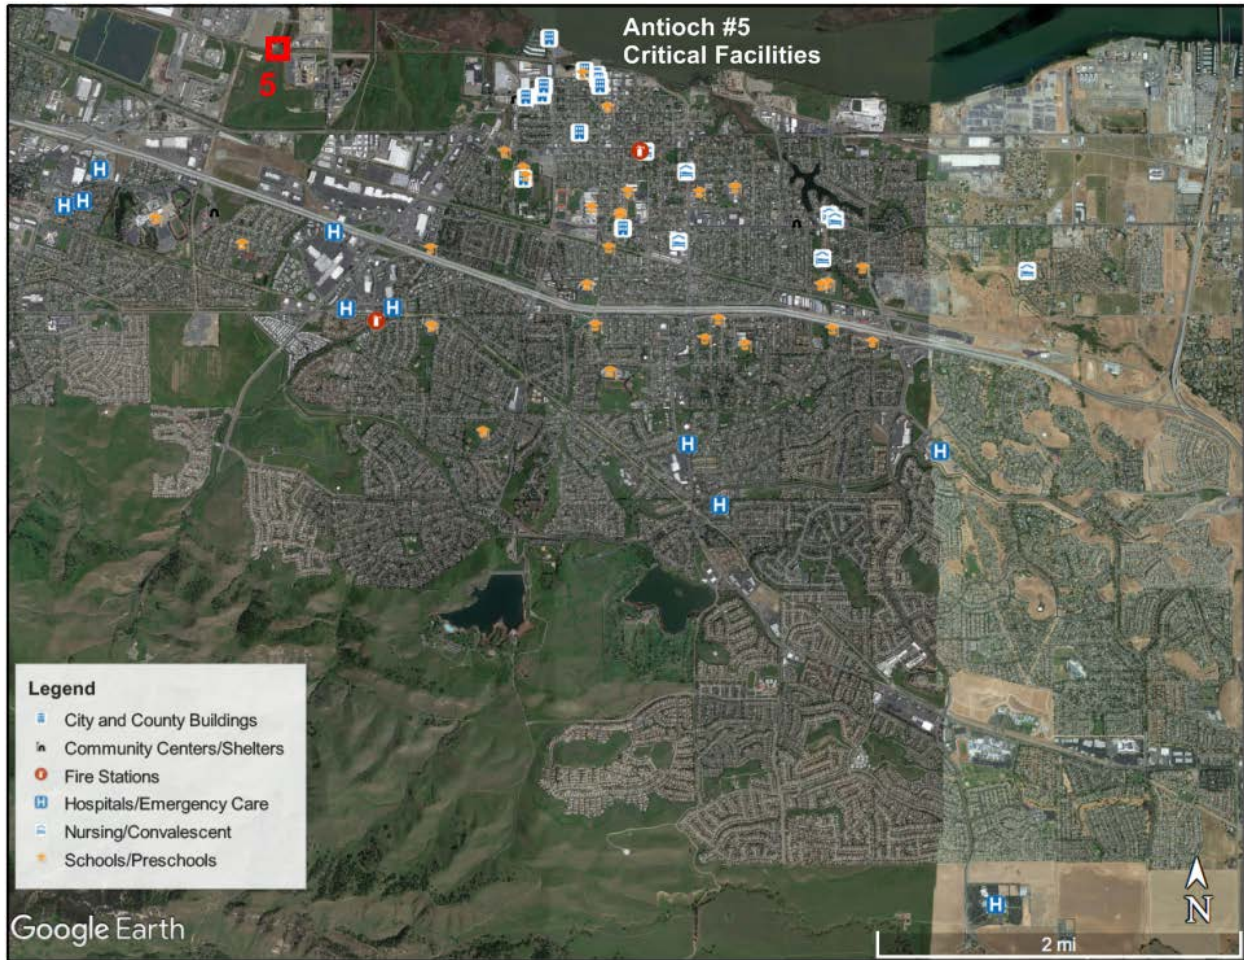 Antioch #5
Critical Facilities
5
H
H
H
H
H
H
H
H
H
H
Legend
City and County Buildings
Community Centers/Shelters
Fire Stations
H Hospitals/Emergency Care
Nursing/Convalescent
Schools/Preschools
Google Earth
N
2 mi